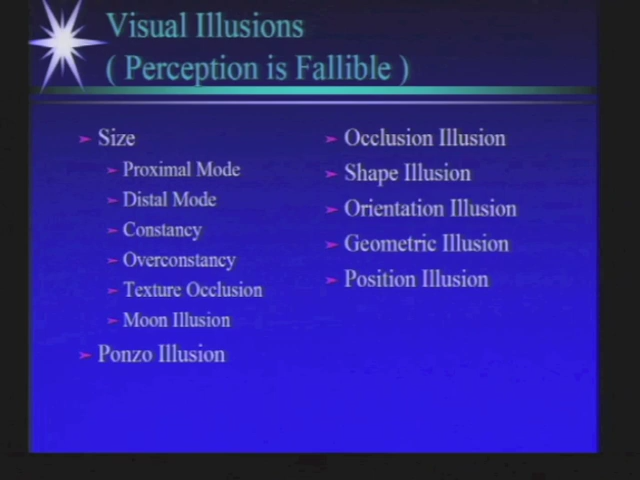 Visual Illusions
( Perception is Fallible )
Size
Proximal Mode
Distal Mode
Constancy
Overconstancy
Texture Occlusion
Moon Illusion
Ponzo Illusion
Occlusion Illusion
Shape Illusion
Orientation Illusion
Geometric Illusion
Position Illusion